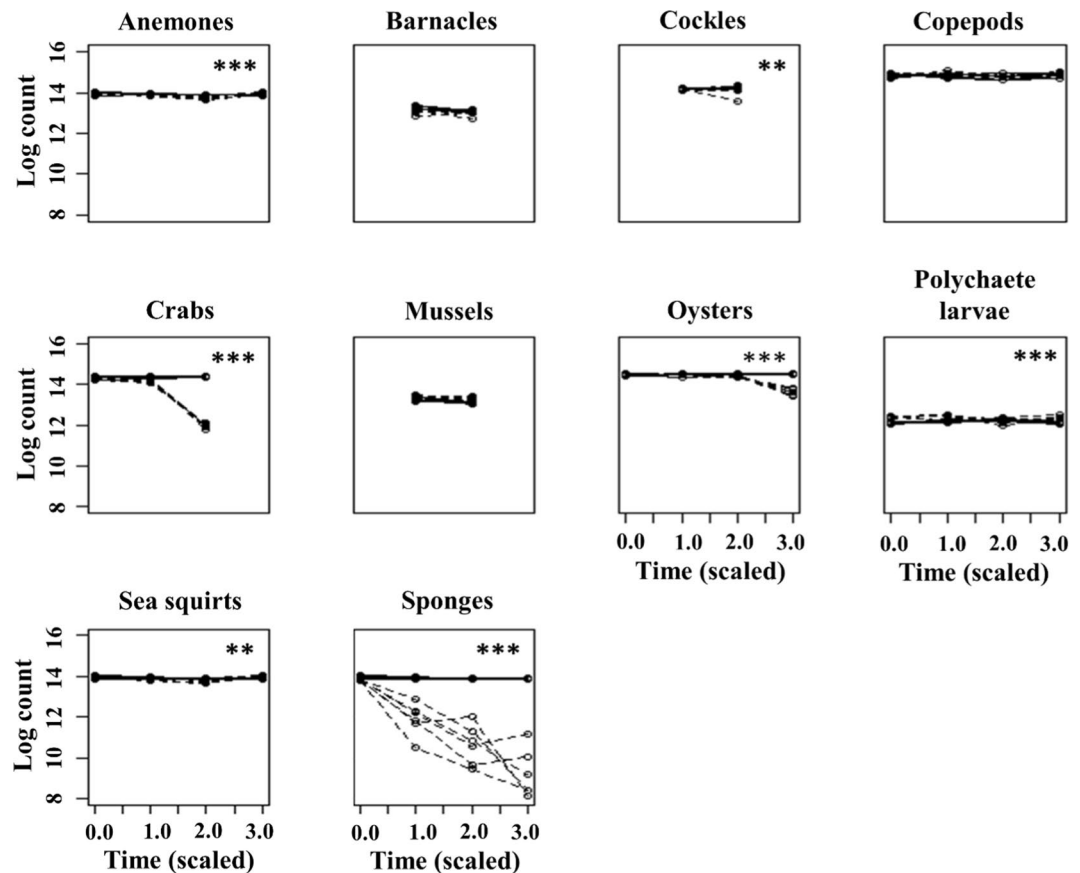 Anemones
Barnacles
Cockles
Copepods
Log count
16
14
12
10
8
***
**
Crabs
Mussels
Oysters
Polychaete
larvae
Log count
16
14
12
10
8
***
***
***
0.0 1.0 2.0 3.0
Time (scaled)
0.0 1.0 2.0 3.0
Time (scaled)
Sea squirts
Sponges
Log count
16
14
12
10
8
**
***
0.0 1.0 2.0 3.0
Time (scaled)
0.0 1.0 2.0 3.0
Time (scaled)